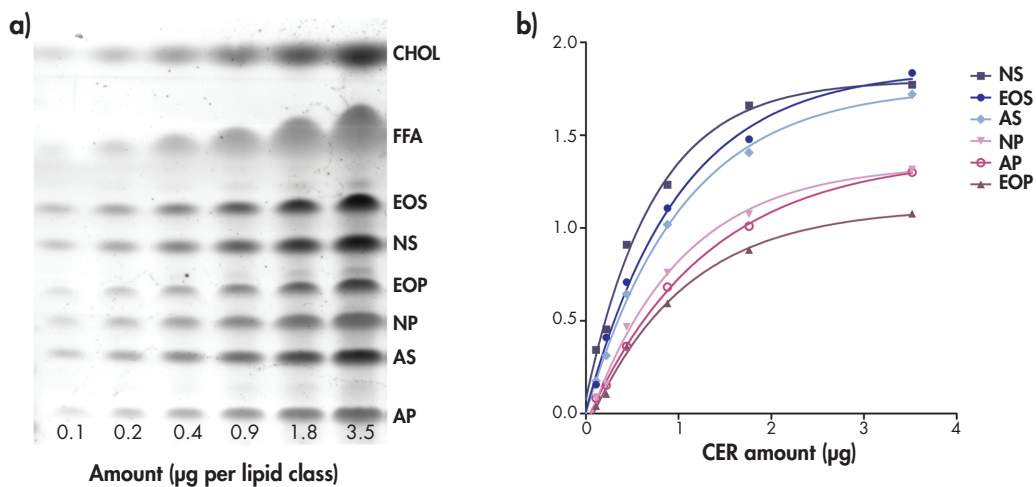 a)
CHOL
FFA
EOS
NS
EOP
NP
AS
AP
0.1 0.2 0.4 0.9 1.8 3.5
Amount (µg per lipid class)
b)
2.0
1.5
1.0
0.5
0.0
0 1 2 3 4
CER amount (µg)
NS
EOS
AS
NP
AP
EOP